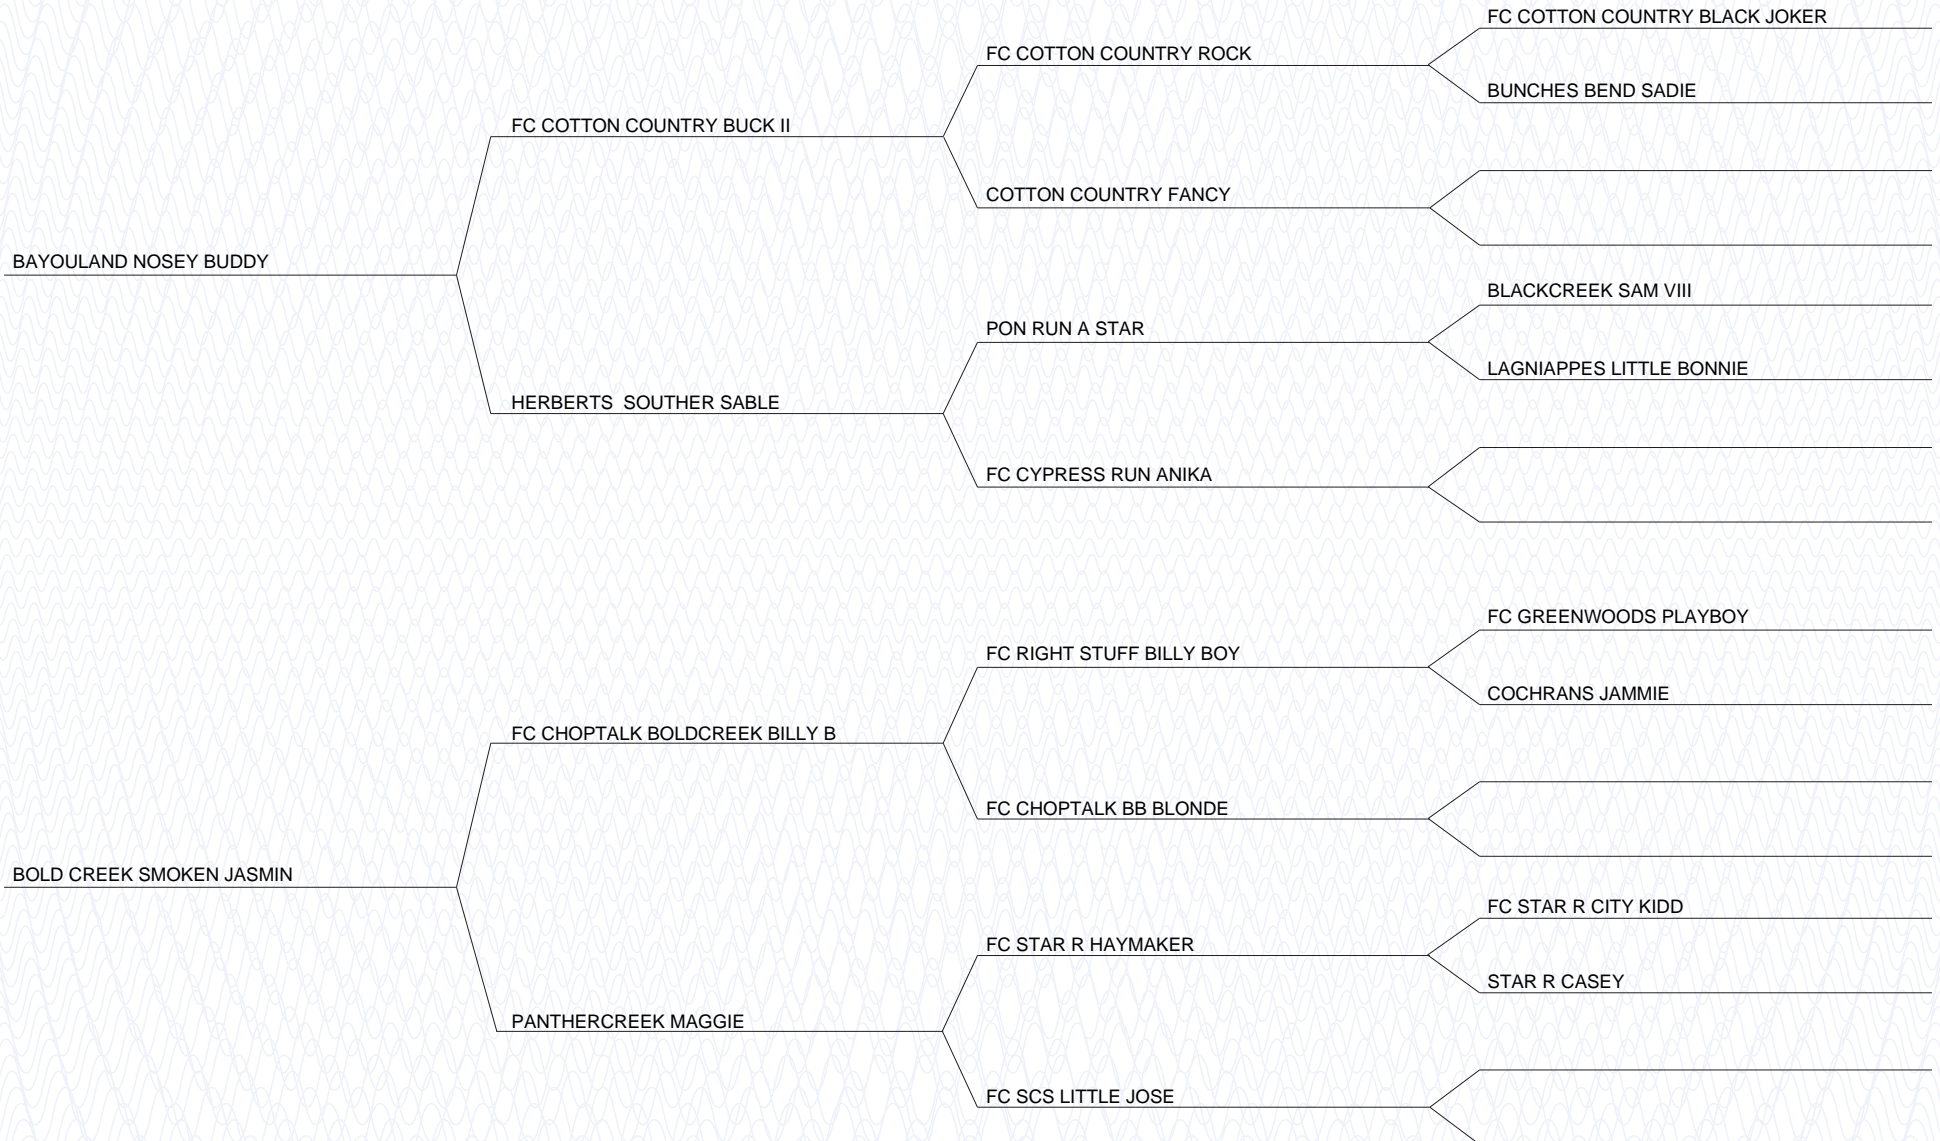 FC COTTON COUNTRY BLACK JOKER
FC COTTON COUNTRY ROCK
BUNCHES BEND SADIE
FC COTTON COUNTRY BUCK II
COTTON COUNTRY FANCY
BAYOULAND NOSEY BUDDY
BLACKCREEK SAM VIII
PON RUN A STAR
LAGNIAPPES LITTLE BONNIE
HERBERTS  SOUTHER SABLE
FC CYPRESS RUN ANIKA
FC GREENWOODS PLAYBOY
FC RIGHT STUFF BILLY BOY
COCHRANS JAMMIE
FC CHOPTALK BOLDCREEK BILLY B
FC CHOPTALK BB BLONDE
BOLD CREEK SMOKEN JASMIN
FC STAR R CITY KIDD
FC STAR R HAYMAKER
STAR R CASEY
PANTHERCREEK MAGGIE
FC SCS LITTLE JOSE